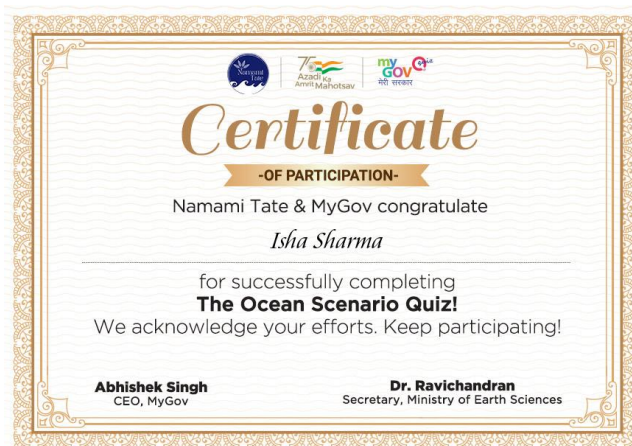 Namami
Tate
75
Azadi Ka
Amrit Mahotsav
my
GOV
मेरी सरकार
Certificate
-OF PARTICIPATION-
Namami Tate & MyGov congratulate
Isha Sharma
for successfully completing
The Ocean Scenario Quiz!
We acknowledge your efforts. Keep participating!
Abhishek Singh
CEO, MyGov
Dr. Ravichandran
Secretary, Ministry of Earth Sciences